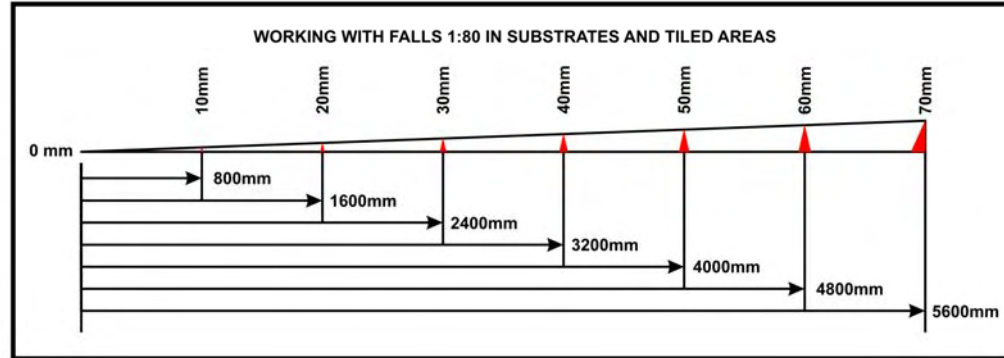 WORKING WITH FALLS 1:80 IN SUBSTRATES AND TILED AREAS
10mm
20mm
30mm
40mm
50mm
60mm
70mm
0 mm
800mm
1600mm
2400mm
3200mm
4000mm
4800mm
5600mm